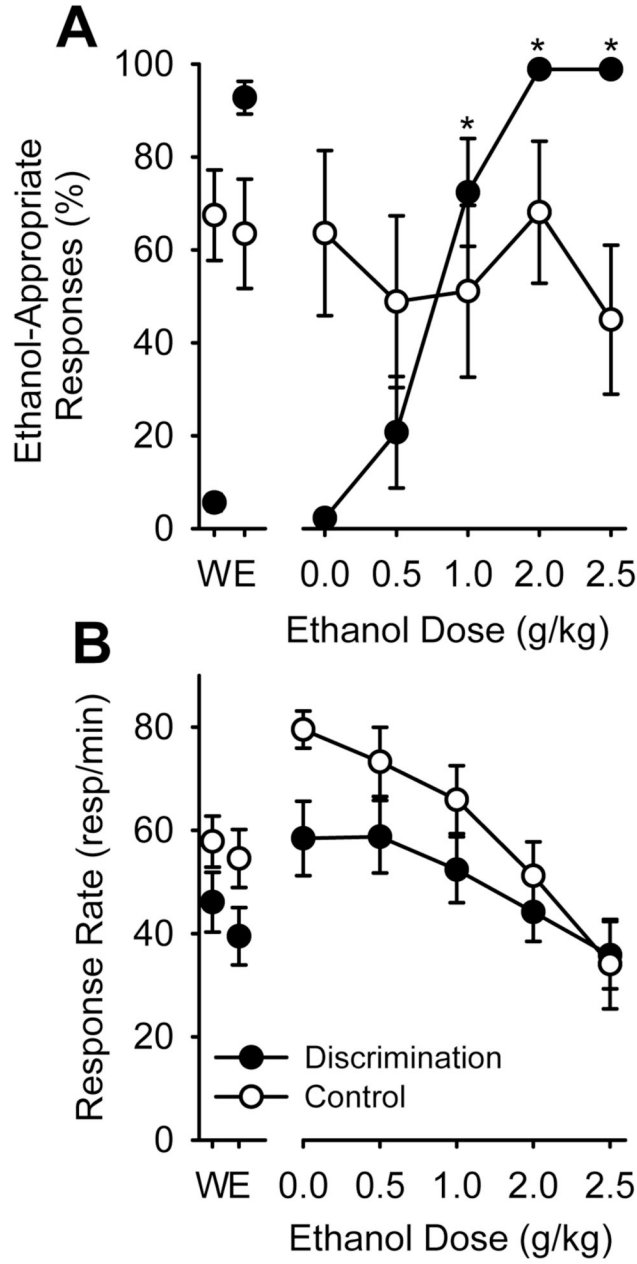 A
Ethanol-Appropriate
Responses (%)
100
80
60
40
20
0
* * *
W E 0.0 0.5 1.0 2.0 2.5
Ethanol Dose (g/kg)
B
Response Rate (resp/min)
80
60
40
20
0
Discrimination
Control
W E 0.0 0.5 1.0 2.0 2.5
Ethanol Dose (g/kg)